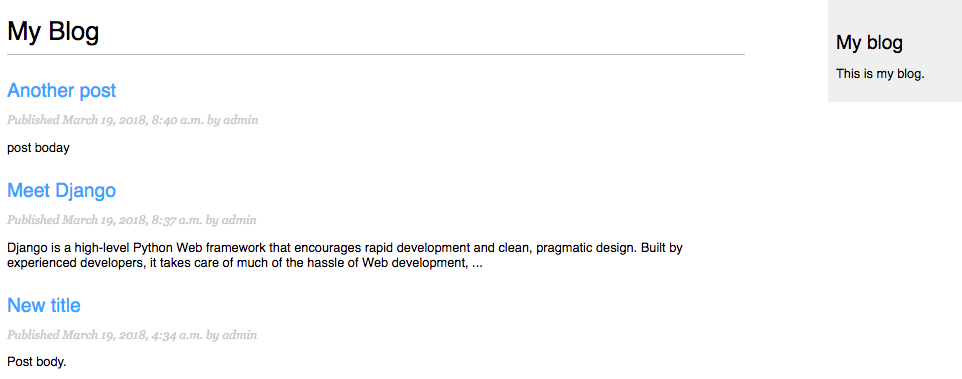 My Blog
Another post
Published March 19, 2018, 8:40 a.m. by admin
post boday
Meet Django
Published March 19, 2018, 8:37 a.m. by admin
Django is a high-level Python Web framework that encourages rapid development and clean, pragmatic design. Built by
experienced developers, it takes care of much of the hassle of Web development, ...
New title
Published March 19, 2018, 4:34 a.m. by admin
Post body.
My blog
This is my blog.